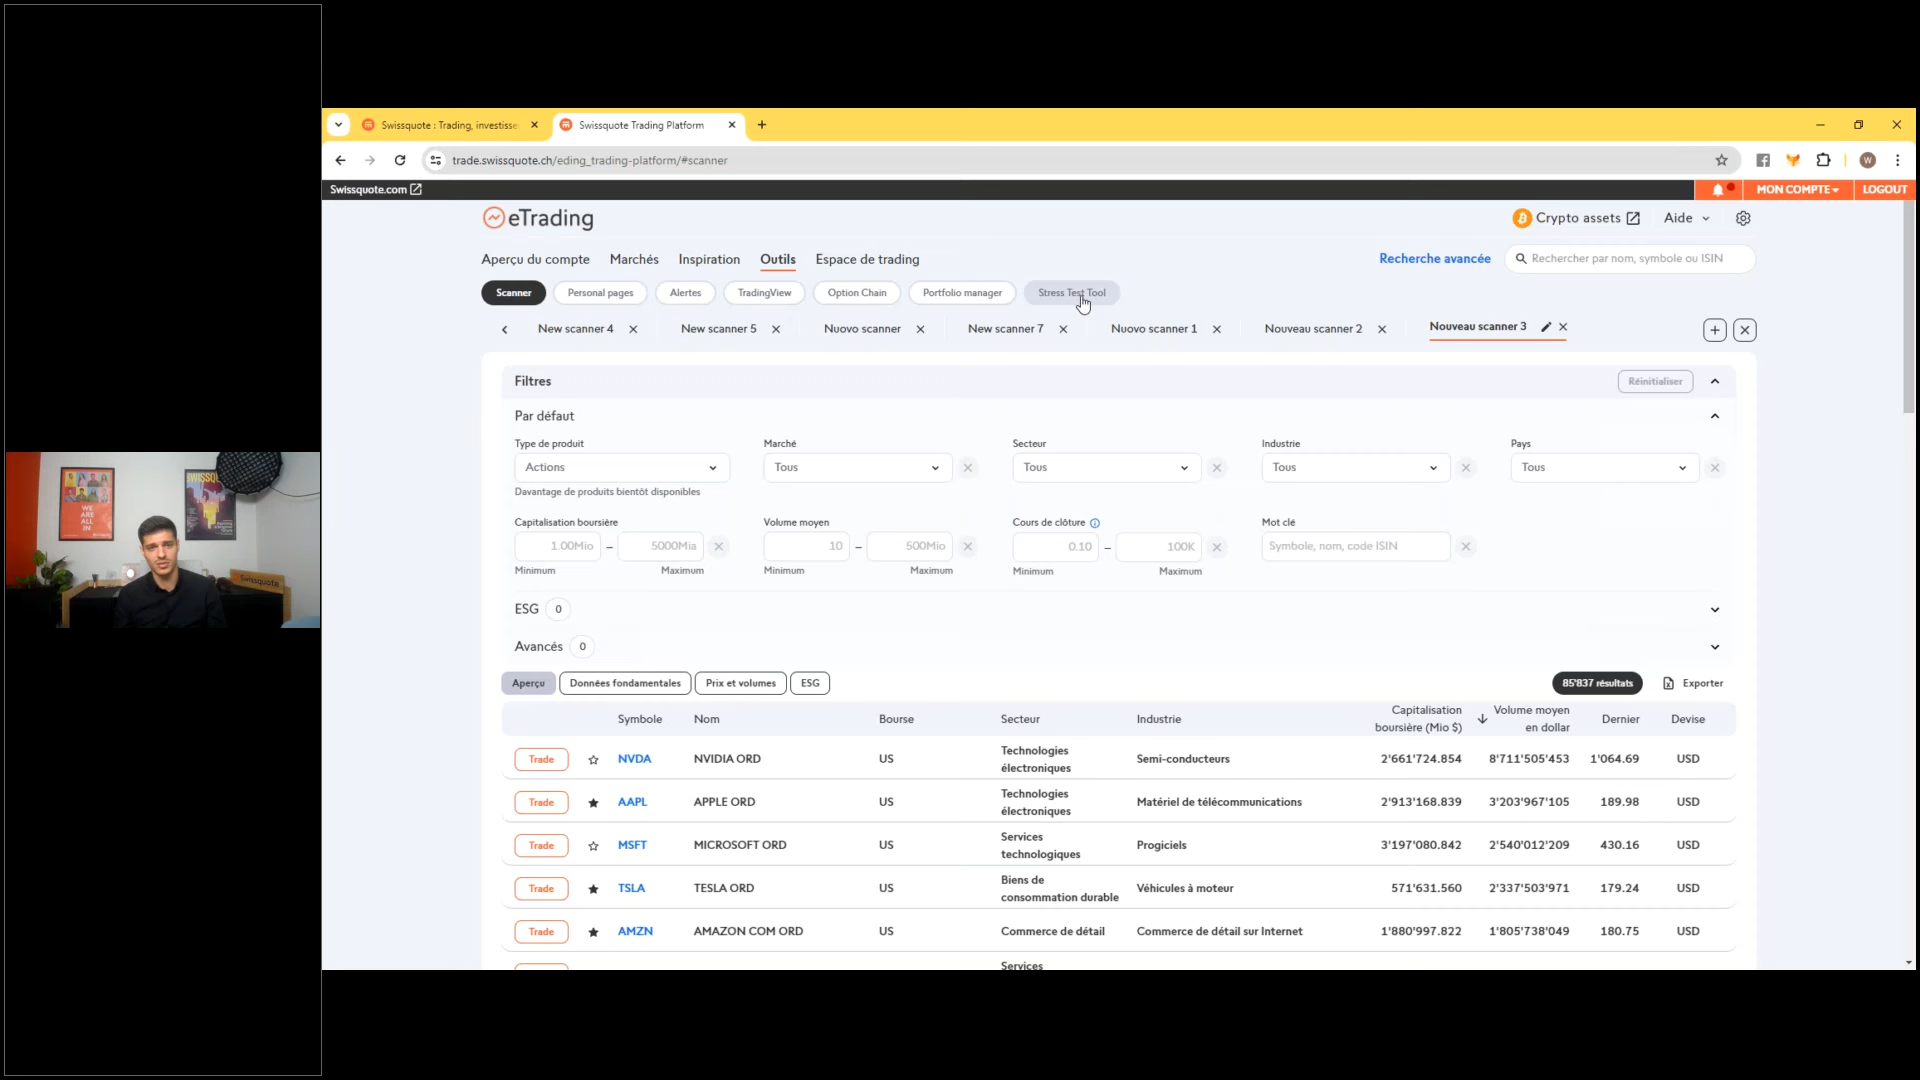 WE
ARE
ALL
IN
SWISSQU
Swissquote
Swissquote : Trading, investisse
Swissquote Trading Platform
trade.swissquote.ch/eding_trading-platform/#scanner
W
Swissquote.com
MON COMPTE
LOGOUT
eTrading
Crypto assets
Aide
Aperçu du compte
Marchés
Inspiration
Outils
Espace de trading
Recherche avancée
Rechercher par nom, symbole ou ISIN
Scanner
Personal pages
Alertes
TradingView
Option Chain
Portfolio manager
Stress Test Tool
New scanner 4
New scanner 5
Nuovo scanner
New scanner 7
Nuovo scanner 1
Nouveau scanner 2
Nouveau scanner 3
Filtres
Réinitialiser
Par défaut
Type de produit
Marché
Secteur
Industrie
Pays
Actions
Tous
Tous
Tous
Tous
Davantage de produits bientôt disponibles
Capitalisation boursière
Volume moyen
Cours de clôture
Mot clé
1.00Mio – 5000Mia
10 – 500Mio
0.10 – 100K
Symbole, nom, code ISIN
Minimum Maximum
Minimum Maximum
Minimum Maximum
ESG 0
Avancés 0
Aperçu
Données fondamentales
Prix et volumes
ESG
85'837 résultats
Exporter
Symbole Nom Bourse Secteur Industrie Capitalisation boursière (Mio $) Volume moyen en dollar Dernier Devise
Trade NVDA NVIDIA ORD US Technologies électroniques Semi-conducteurs 2'661'724.854 8'711'505'453 1'064.69 USD
Trade AAPL APPLE ORD US Technologies électroniques Matériel de télécommunications 2'913'168.839 3'203'967'105 189.98 USD
Trade MSFT MICROSOFT ORD US Services technologiques Progiciels 3'197'080.842 2'540'012'209 430.16 USD
Trade TSLA TESLA ORD US Biens de consommation durable Véhicules à moteur 571'631.560 2'337'503'971 179.24 USD
Trade AMZN AMAZON COM ORD US Commerce de détail Commerce de détail sur Internet 1'880'997.822 1'805'738'049 180.75 USD
Services